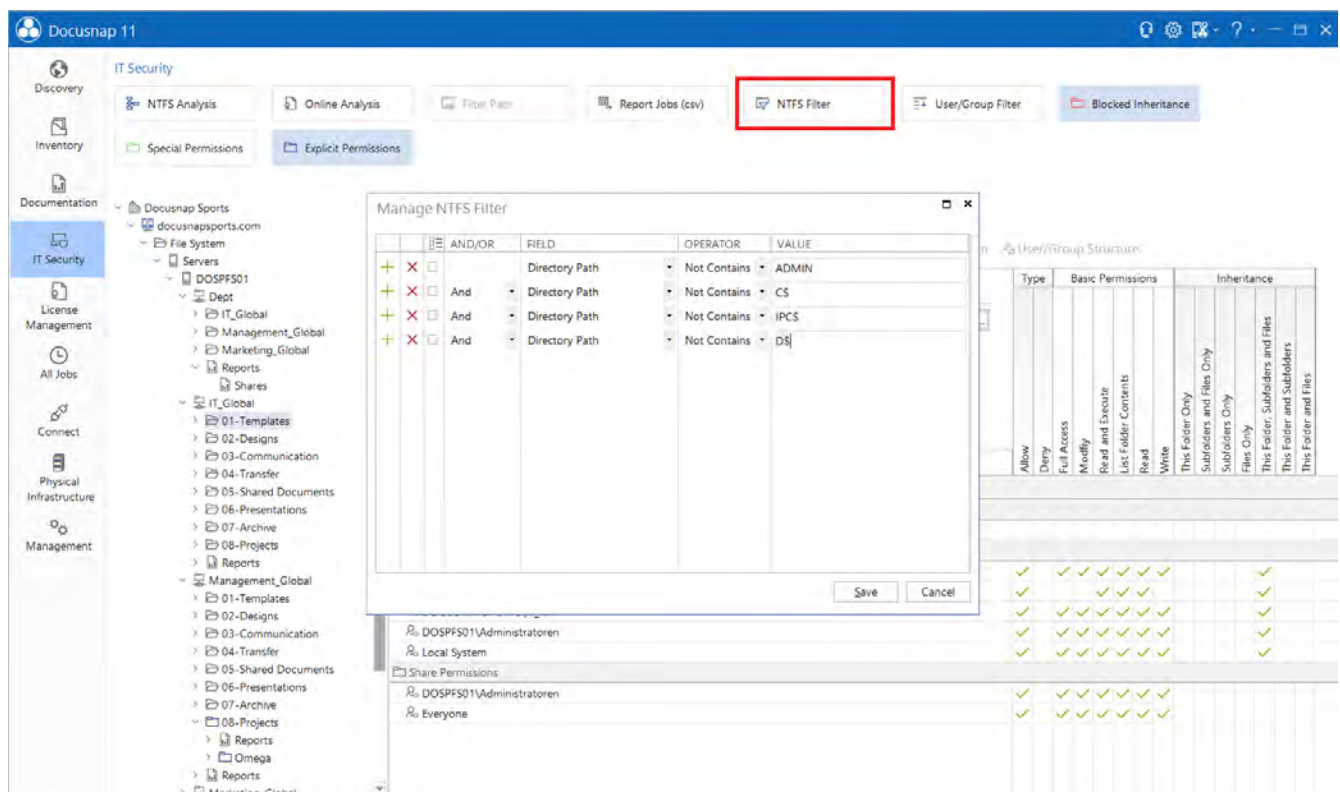 Docusnap 11
?
Discovery
Inventory
Documentation
IT Security
License
Management
All Jobs
Connect
Physical
Infrastructure
Management
IT Security
NTFS Analysis
Online Analysis
Filter Path
Report Jobs (csv)
NTFS Filter
User/Group Filter
Blocked Inheritance
Special Permissions
Explicit Permissions
Docusnap Sports
docusnapsports.com
File System
Servers
DOSPFS01
Dept
IT_Global
Management_Global
Marketing_Global
Reports
Shares
IT_Global
01-Templates
02-Designs
03-Communication
04-Transfer
05-Shared Documents
06-Presentations
07-Archive
08-Projects
Reports
Management_Global
01-Templates
02-Designs
03-Communication
04-Transfer
05-Shared Documents
06-Presentations
07-Archive
08-Projects
Reports
Omega
Reports
Marketing_Global
Manage NTFS Filter
AND/OR FIELD OPERATOR VALUE
Directory Path Not Contains ADMIN
And Directory Path Not Contains C$
And Directory Path Not Contains IPC$
And Directory Path Not Contains D$
Save Cancel
User/Group Structure
Type Basic Permissions Inheritance
Allow
Deny
Full Access
Modfiy
Read and Execute
List Folder Contents
Read
Write
This Folder Only
Subfolders and Files Only
Subfolders Only
Files Only
This Folder, Subfolders and Files
This Folder and Subfolders
This Folder and Files
DOSPFS01\Administratoren
Local System
Share Permissions
DOSPFS01\Administratoren
Everyone